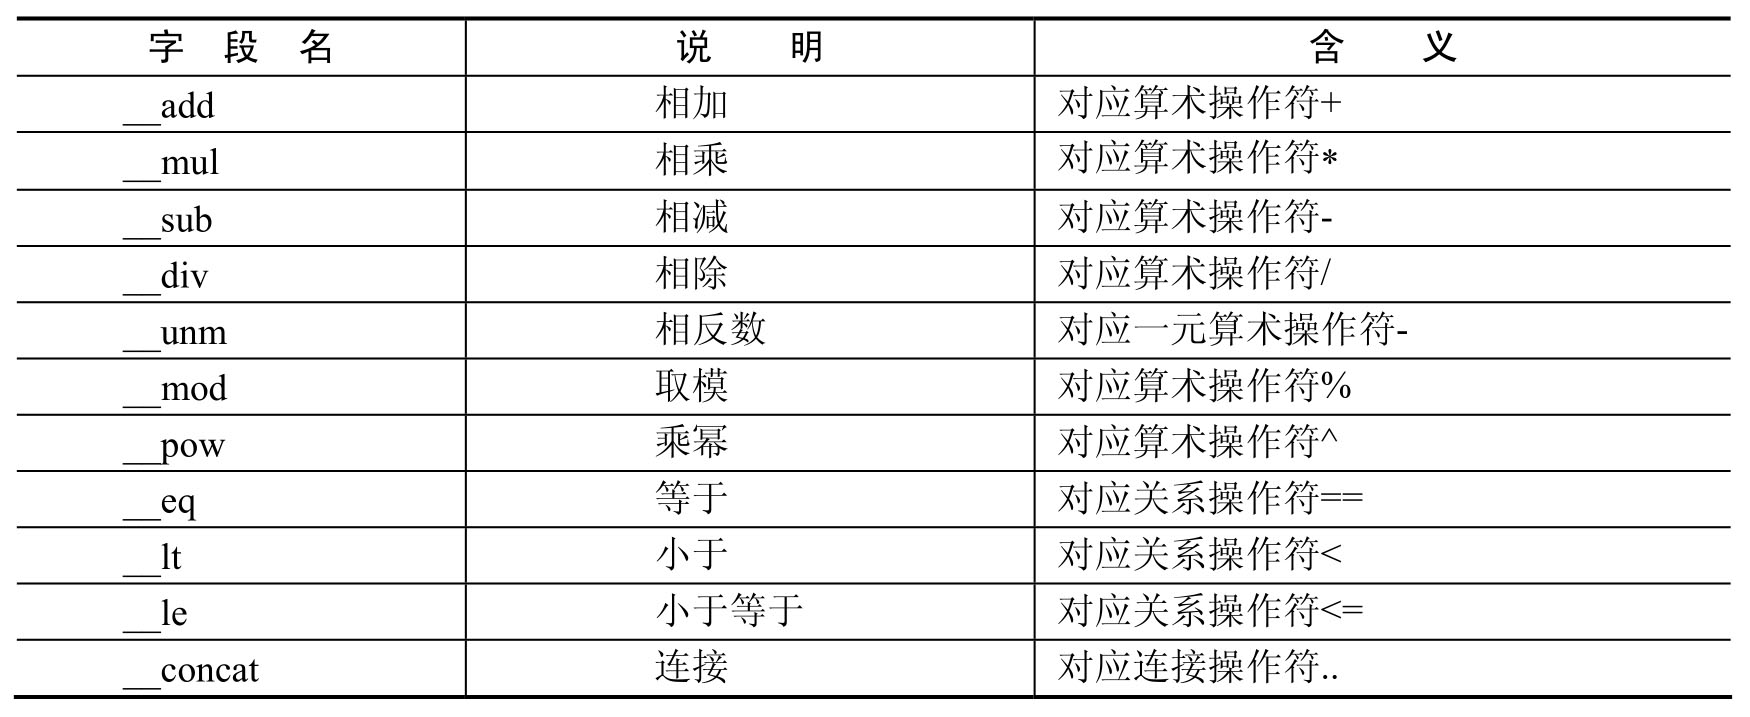 字段名 说明 含义
__add 相加 对应算术操作符+
__mul 相乘 对应算术操作符*
__sub 相减 对应算术操作符-
__div 相除 对应算术操作符/
__unm 相反数 对应一元算术操作符-
__mod 取模 对应算术操作符%
__pow 乘幂 对应算术操作符^
__eq 等于 对应关系操作符==
__lt 小于 对应关系操作符<
__le 小于等于 对应关系操作符<=
__concat 连接 对应连接操作符..